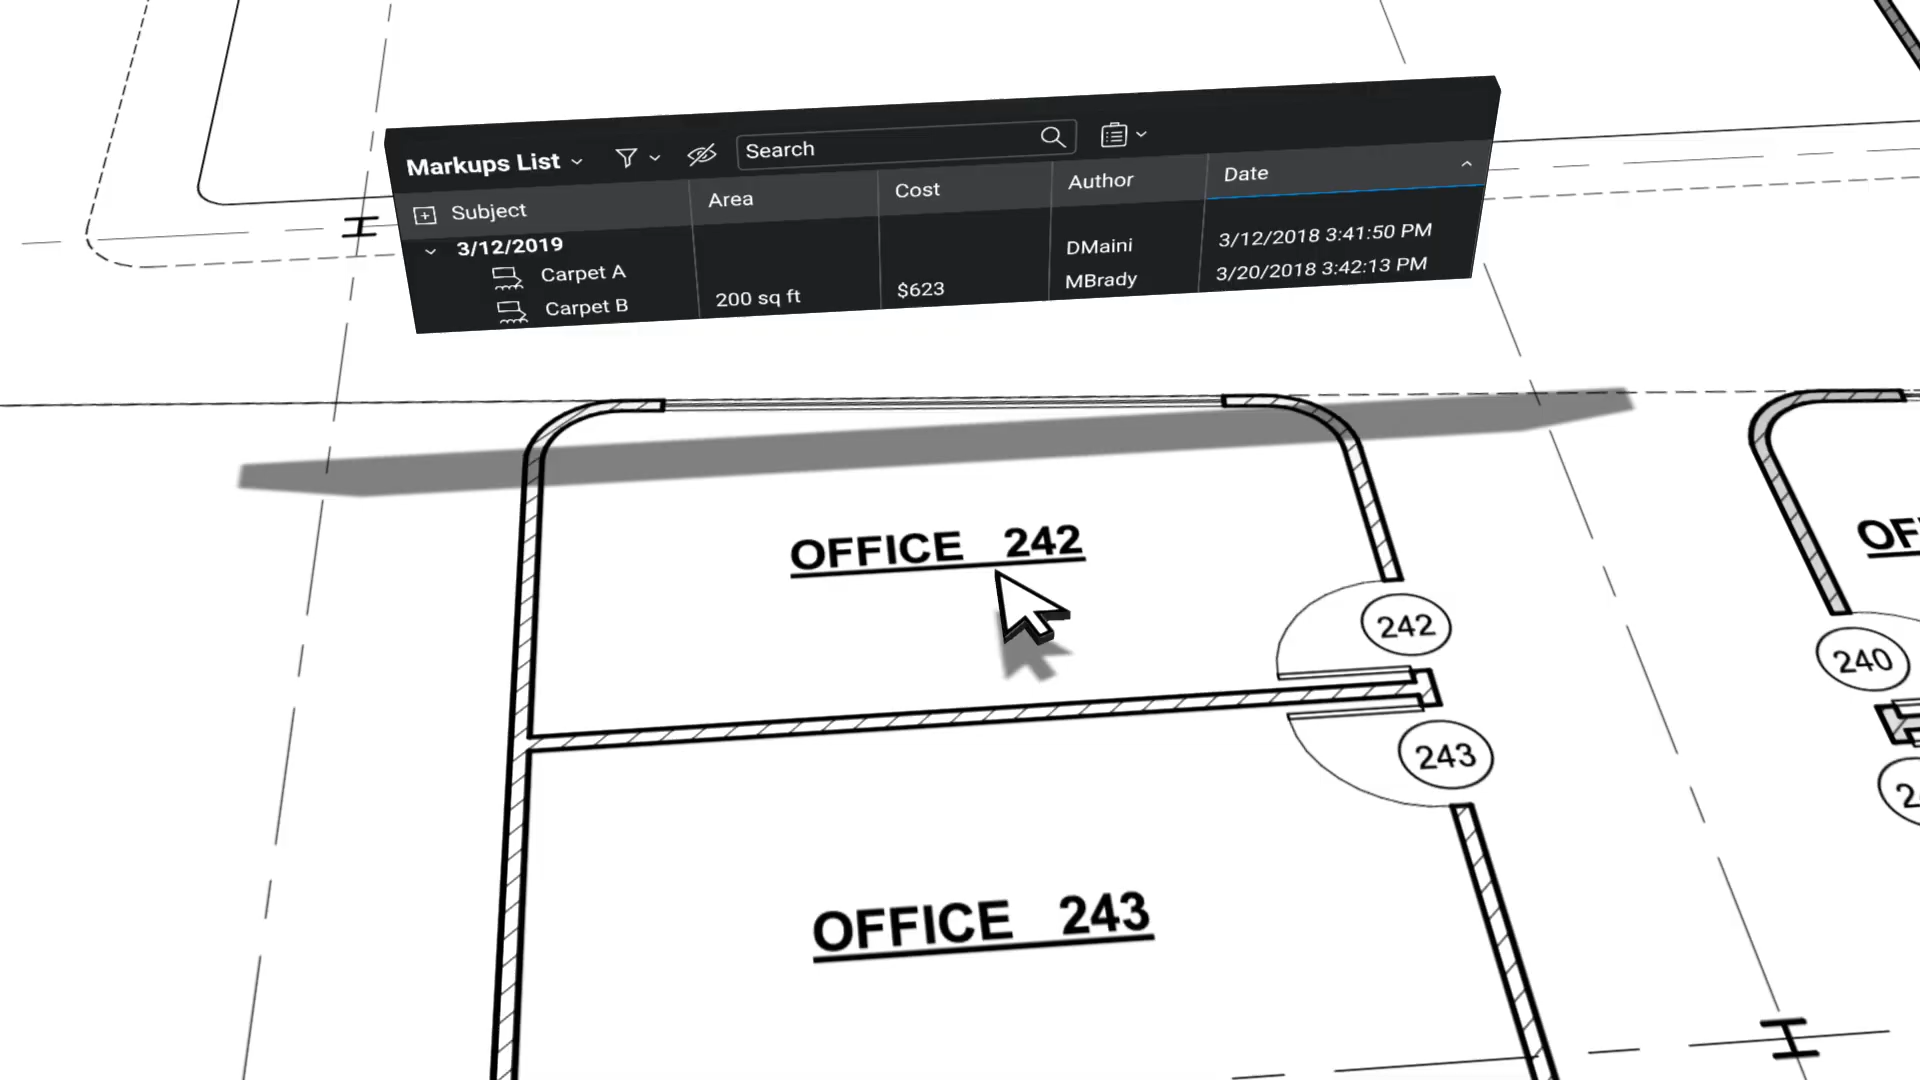 Markups List
Search
Subject Area Cost Author Date
3/12/2019
Carpet A DMaini 3/12/2018 3:41:50 PM
Carpet B 200 sq ft $623 MBrady 3/20/2018 3:42:13 PM
OFFICE 242
OF
242
240
243
2
OFFICE 243